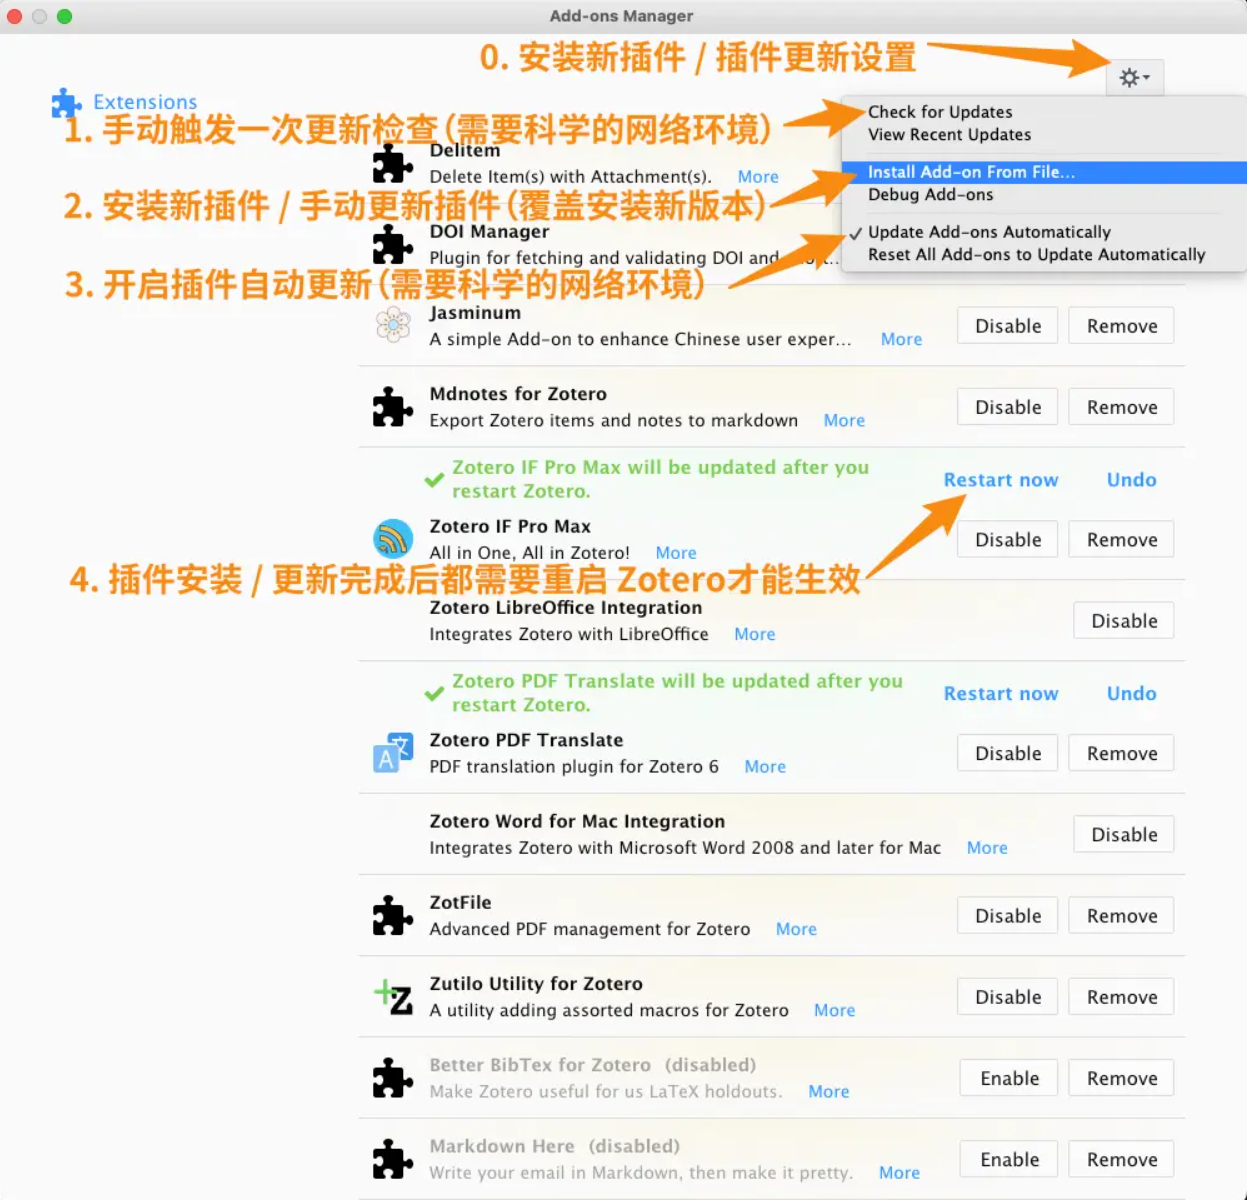 Add-ons Manager
0. 安装新插件 / 插件更新设置
Extensions
1. 手动触发一次更新检查(需要科学的网络环境)
Check for Updates
View Recent Updates
Install Add-on From File...
Debug Add-ons
Update Add-ons Automatically
Reset All Add-ons to Update Automatically
Delitem
Delete Item(s) with Attachment(s). More
2. 安装新插件 / 手动更新插件(覆盖安装新版本)
DOI Manager
Plugin for fetching and validating DOI and
3. 开启插件自动更新(需要科学的网络环境)
Jasminum
A simple Add-on to enhance Chinese user exper... More
Disable Remove
Mdnotes for Zotero
Export Zotero items and notes to markdown More
Disable Remove
Zotero IF Pro Max will be updated after you
restart Zotero.
Restart now Undo
Zotero IF Pro Max
All in One, All in Zotero! More
Disable Remove
4. 插件安装 / 更新完成后都需要重启 Zotero才能生效
Zotero LibreOffice Integration
Integrates Zotero with LibreOffice More
Disable
Zotero PDF Translate will be updated after you
restart Zotero.
Restart now Undo
Zotero PDF Translate
PDF translation plugin for Zotero 6 More
Disable Remove
Zotero Word for Mac Integration
Integrates Zotero with Microsoft Word 2008 and later for Mac More
Disable
ZotFile
Advanced PDF management for Zotero More
Disable Remove
Zutilo Utility for Zotero
A utility adding assorted macros for Zotero More
Disable Remove
Better BibTex for Zotero (disabled)
Make Zotero useful for us LaTeX holdouts. More
Enable Remove
Markdown Here (disabled)
Write your email in Markdown, then make it pretty. More
Enable Remove